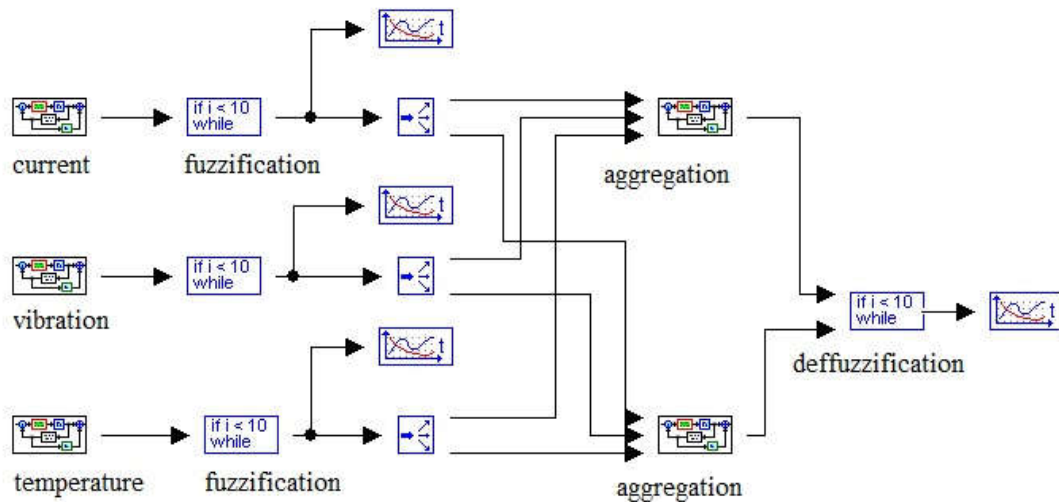 t
if i < 10
while
current
fuzzification
aggregation
t
if i < 10
while
vibration
if i < 10
while
t
deffuzzification
t
if i < 10
while
temperature
fuzzification
aggregation